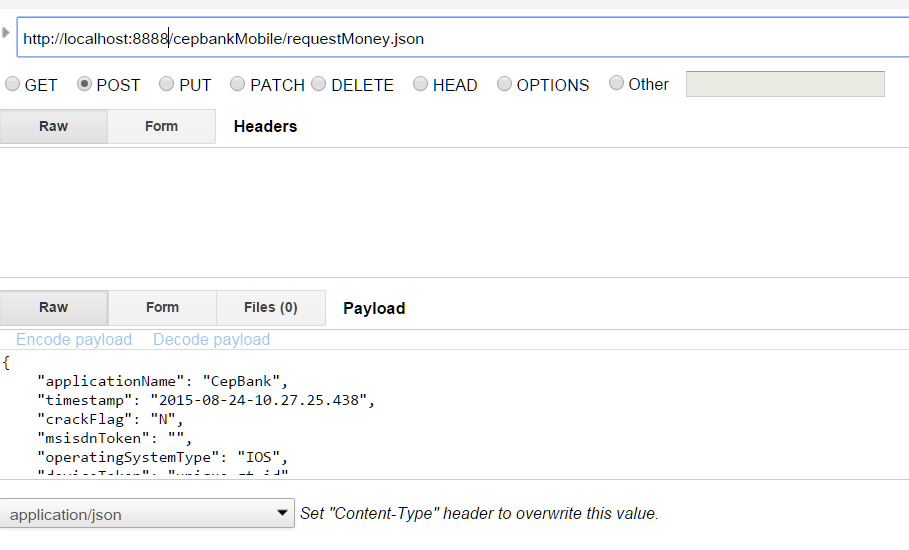 http://localhost:8888/cepbankMobile/requestMoney.json
GET POST PUT PATCH DELETE HEAD OPTIONS Other
Raw Form Headers
Raw Form Files (0) Payload
Encode payload Decode payload
{
"applicationName": "CepBank",
"timestamp": "2015-08-24-10.27.25.438",
"crackFlag": "N",
"msisdnToken": "",
"operatingSystemType": "IOS",
application/json Set "Content-Type" header to overwrite this value.